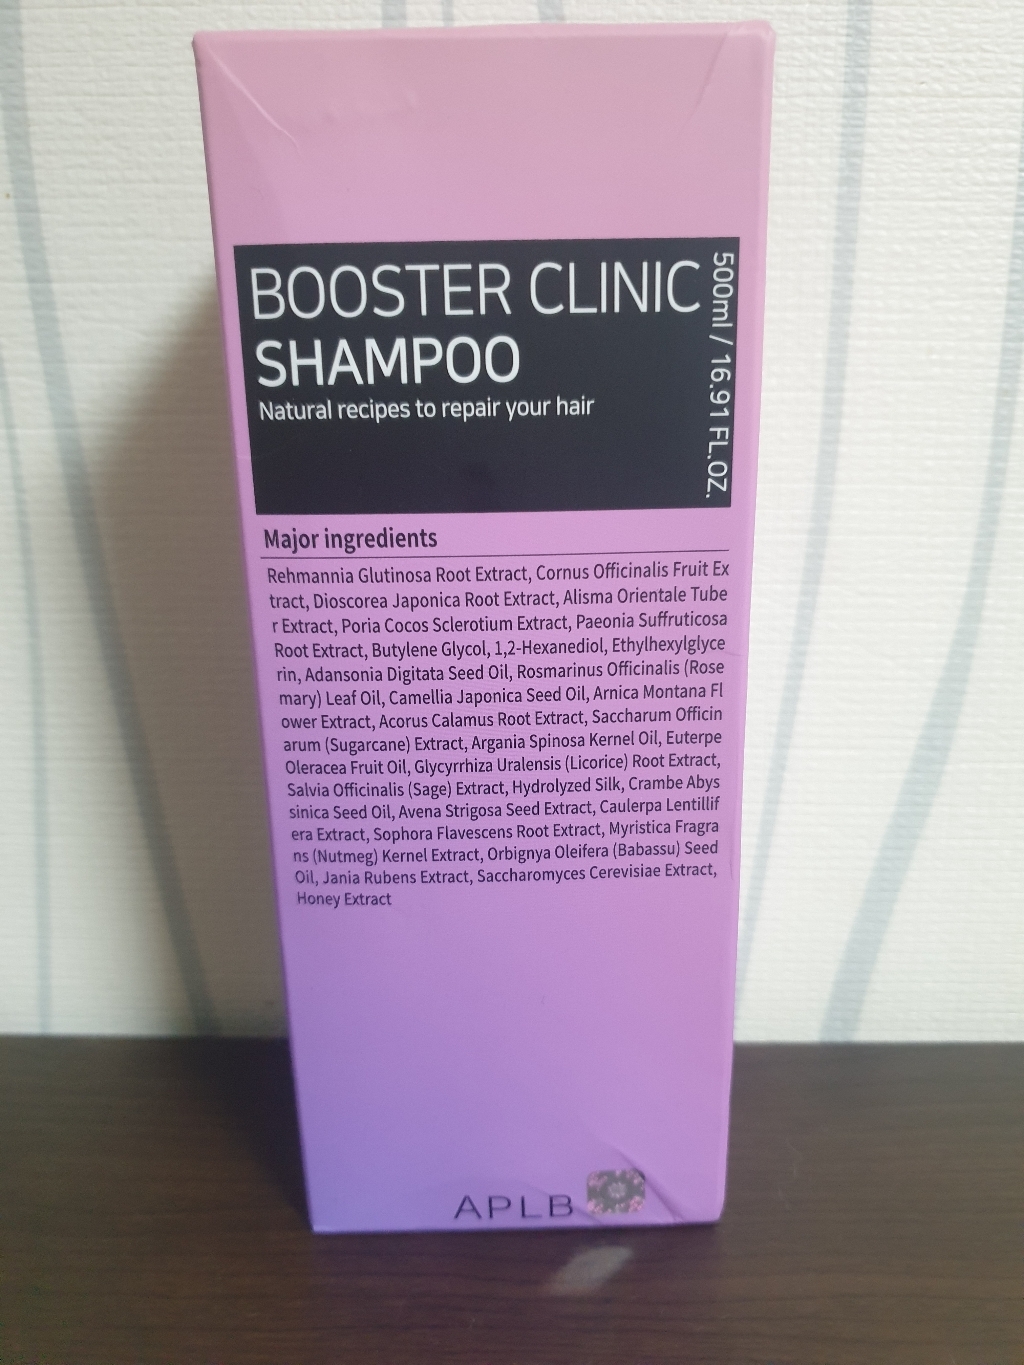 BOOSTER CLINIC
SHAMPOO
Natural recipes to repair your hair
500ml / 16.91 FL.OZ.
Major ingredients
Rehmannia Glutinosa Root Extract, Cornus Officinalis Fruit Ex
tract, Dioscorea Japonica Root Extract, Alisma Orientale Tube
r Extract, Poria Cocos Sclerotium Extract, Paeonia Suffruticosa
Root Extract, Butylene Glycol, 1,2-Hexanediol, Ethylhexylglyce
rin, Adansonia Digitata Seed Oil, Rosmarinus Officinalis (Rose
mary) Leaf Oil, Camellia Japonica Seed Oil, Arnica Montana Fl
ower Extract, Acorus Calamus Root Extract, Saccharum Officin
arum (Sugarcane) Extract, Argania Spinosa Kernel Oil, Euterpe
Oleracea Fruit Oil, Glycyrrhiza Uralensis (Licorice) Root Extract,
Salvia Officinalis (Sage) Extract, Hydrolyzed Silk, Crambe Abys
sinica Seed Oil, Avena Strigosa Seed Extract, Caulerpa Lentillif
era Extract, Sophora Flavescens Root Extract, Myristica Fragra
ns (Nutmeg) Kernel Extract, Orbignya Oleifera (Babassu) Seed
Oil, Jania Rubens Extract, Saccharomyces Cerevisiae Extract,
Honey Extract
APLB